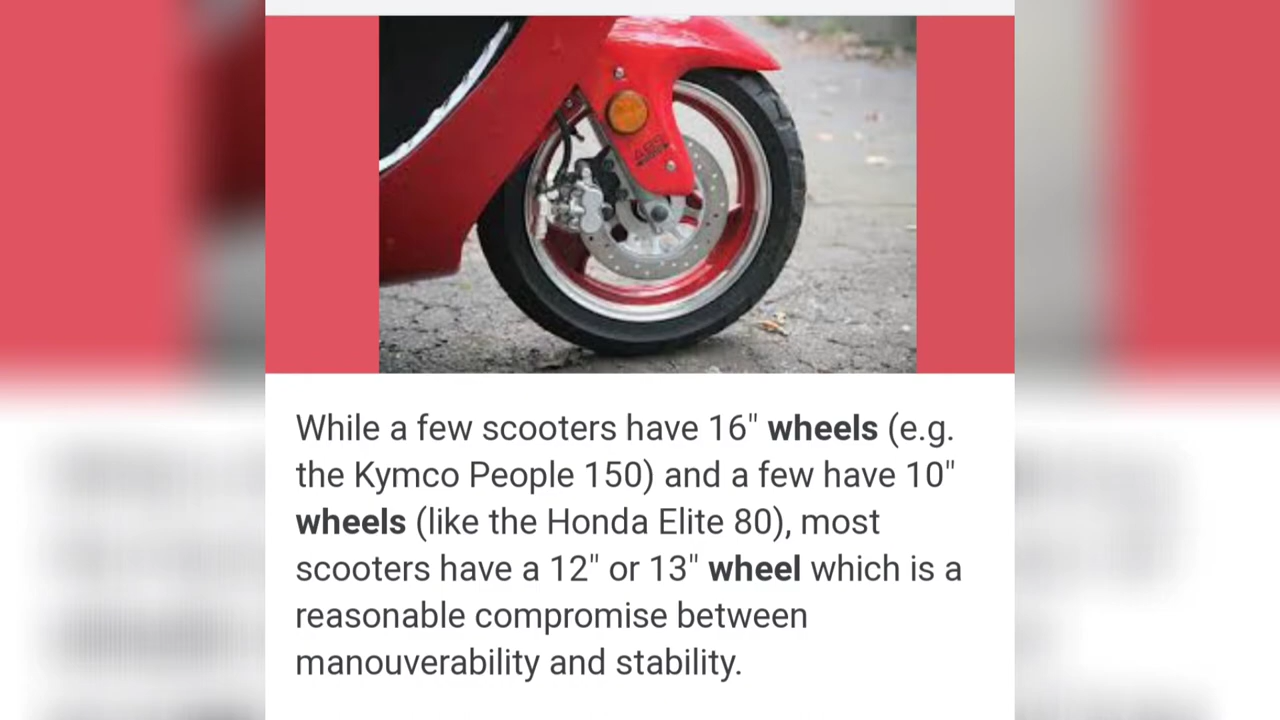 While a few scooters have 16" wheels (e.g.
the Kymco People 150) and a few have 10"
wheels (like the Honda Elite 80), most
scooters have a 12" or 13" wheel which is a
reasonable compromise between
manouverability and stability.